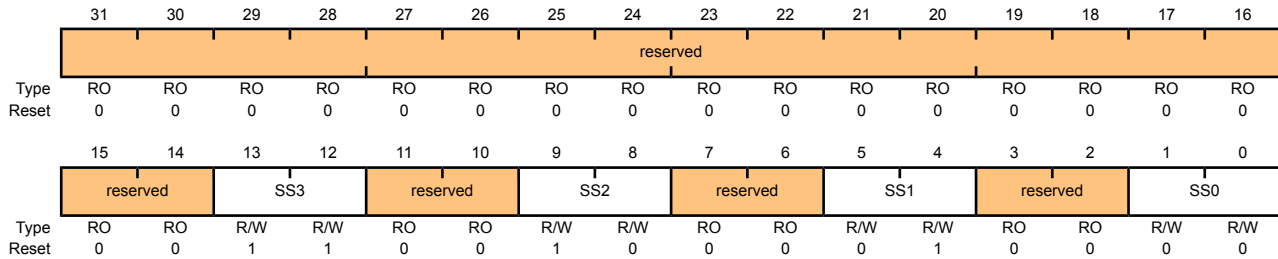 31 30 29 28 27 26 25 24 23 22 21 20 19 18 17 16
reserved
Type RO RO RO RO RO RO RO RO RO RO RO RO RO RO RO RO
Reset 0 0 0 0 0 0 0 0 0 0 0 0 0 0 0 0
15 14 13 12 11 10 9 8 7 6 5 4 3 2 1 0
reserved SS3 reserved SS2 reserved SS1 reserved SS0
Type RO RO R/W R/W RO RO R/W R/W RO RO R/W R/W RO RO R/W R/W
Reset 0 0 1 1 0 0 1 0 0 0 0 1 0 0 0 0